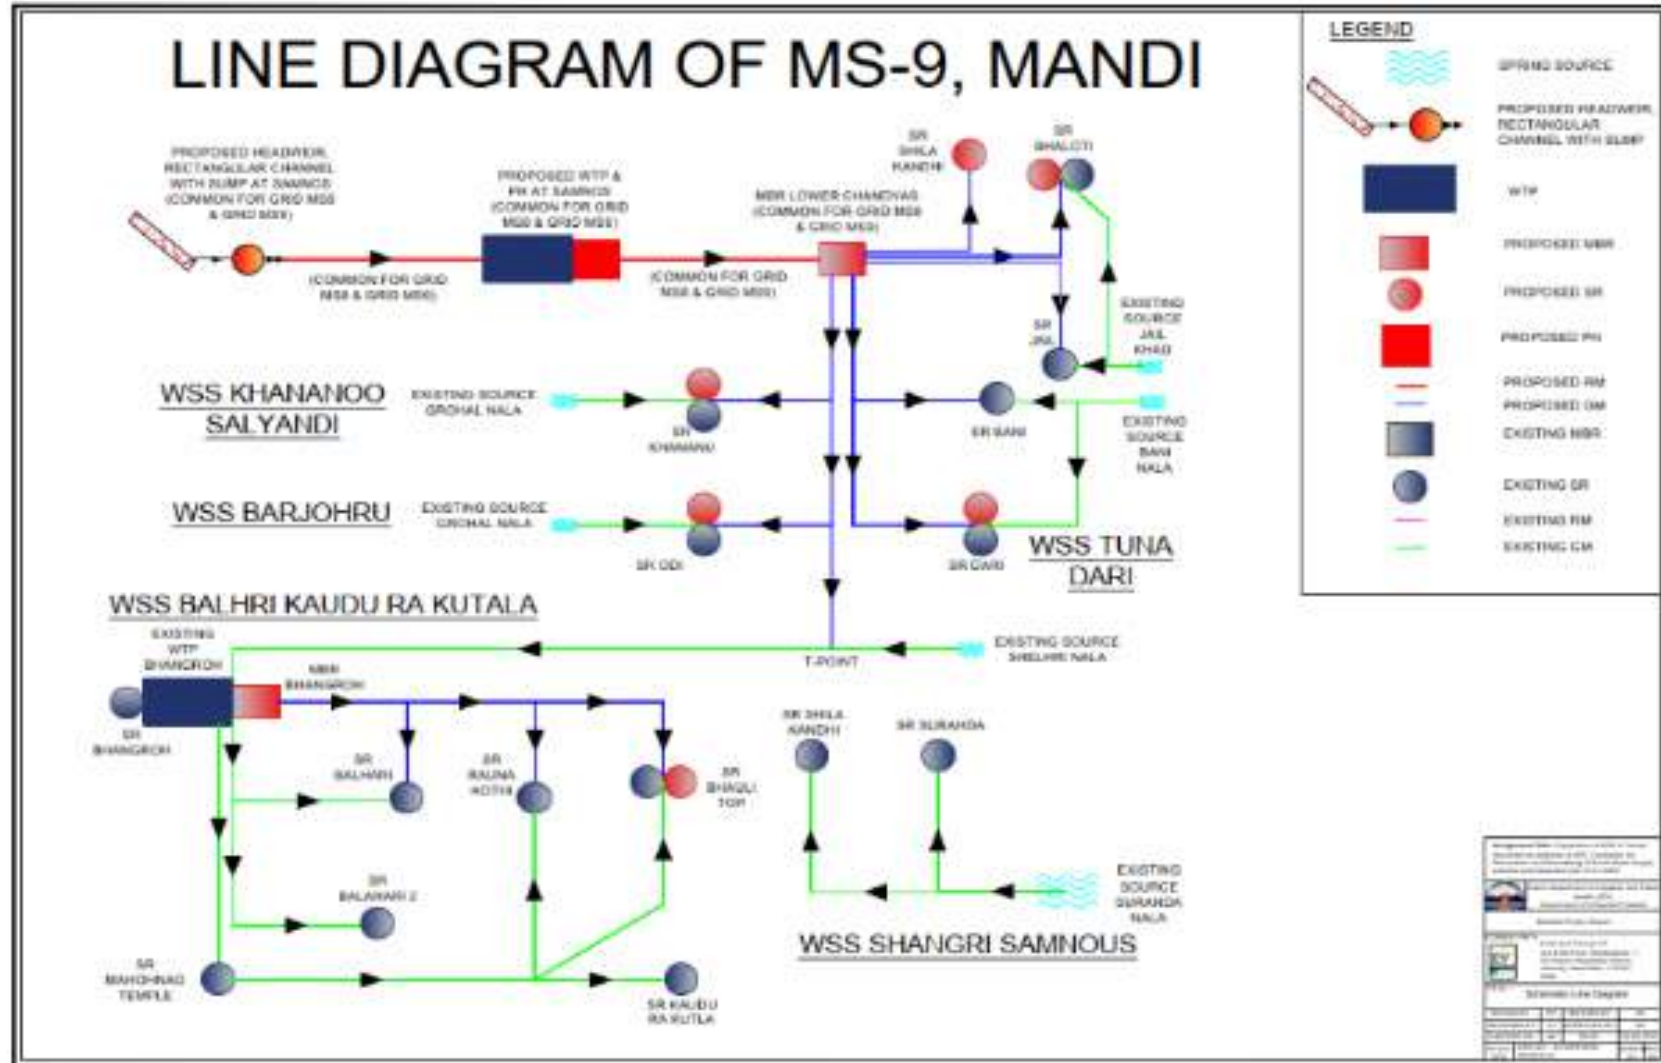 LINE DIAGRAM OF MS-9, MANDI
PROPOSED HEADWEIR,
RECTANGULAR CHANNEL
WITH SUMP AT SAMNOS
(COMMON FOR GRID MS8
& GRID MS9)
(COMMON FOR GRID
MS8 & GRID MS9)
PROPOSED WTP &
PH AT SAMNOS
(COMMON FOR GRID
MS8 & GRID MS9)
(COMMON FOR GRID
MS8 & GRID MS9)
MBR LOWER CHANDYAS
(COMMON FOR GRID MS8
& GRID MS9)
SR
SHILA
KANDHI
SR
BHALOTI
SR
JAIL
EXISTING
SOURCE
JAIL
KHAD
WSS KHANANOO
SALYANDI
EXISTING SOURCE
GROHAL NALA
SR
KHANANU
SR BANI
EXISTING
SOURCE
BANI
NALA
WSS BARJOHRU
EXISTING SOURCE
GROHAL NALA
SR ODI
SR DARI
WSS TUNA
DARI
WSS BALHRI KAUDU RA KUTALA
EXISTING
WTP
BHANGROH
MBR
BHANGROH
SR
BHANGROH
T-POINT
EXISTING SOURCE
SHELHRI NALA
SR
BALHARI
SR
BAUNA
KOTHI
SR
BHAULI
TOP
SR
BALAHARI 2
SR
MAHOHNAG
TEMPLE
SR KAUDU
RA KUTLA
SR SHILA
KANDHI
SR SURAHDA
EXISTING
SOURCE
SURAHDA
NALA
WSS SHANGRI SAMNOUS
LEGEND
SPRING SOURCE
PROPOSED HEADWEIR,
RECTANGULAR
CHANNEL WITH SUMP
WTP
PROPOSED MBR
PROPOSED SR
PROPOSED PH
PROPOSED RM
PROPOSED GM
EXISTING MBR
EXISTING SR
EXISTING RM
EXISTING GM
Schematic Line Diagram